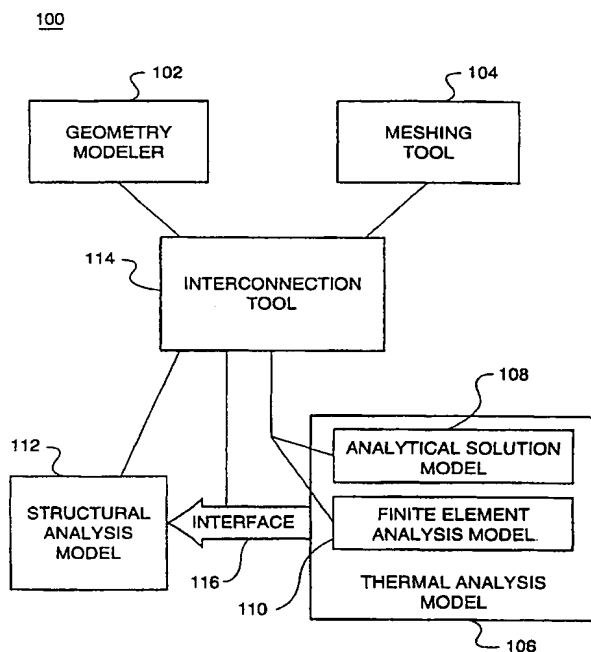 100
102
104
GEOMETRY
MODELER
MESHING
TOOL
114
INTERCONNECTION
TOOL
108
112
ANALYTICAL SOLUTION
MODEL
STRUCTURAL
ANALYSIS
MODEL
INTERFACE
FINITE ELEMENT
ANALYSIS MODEL
116
110
THERMAL ANALYSIS
MODEL
106